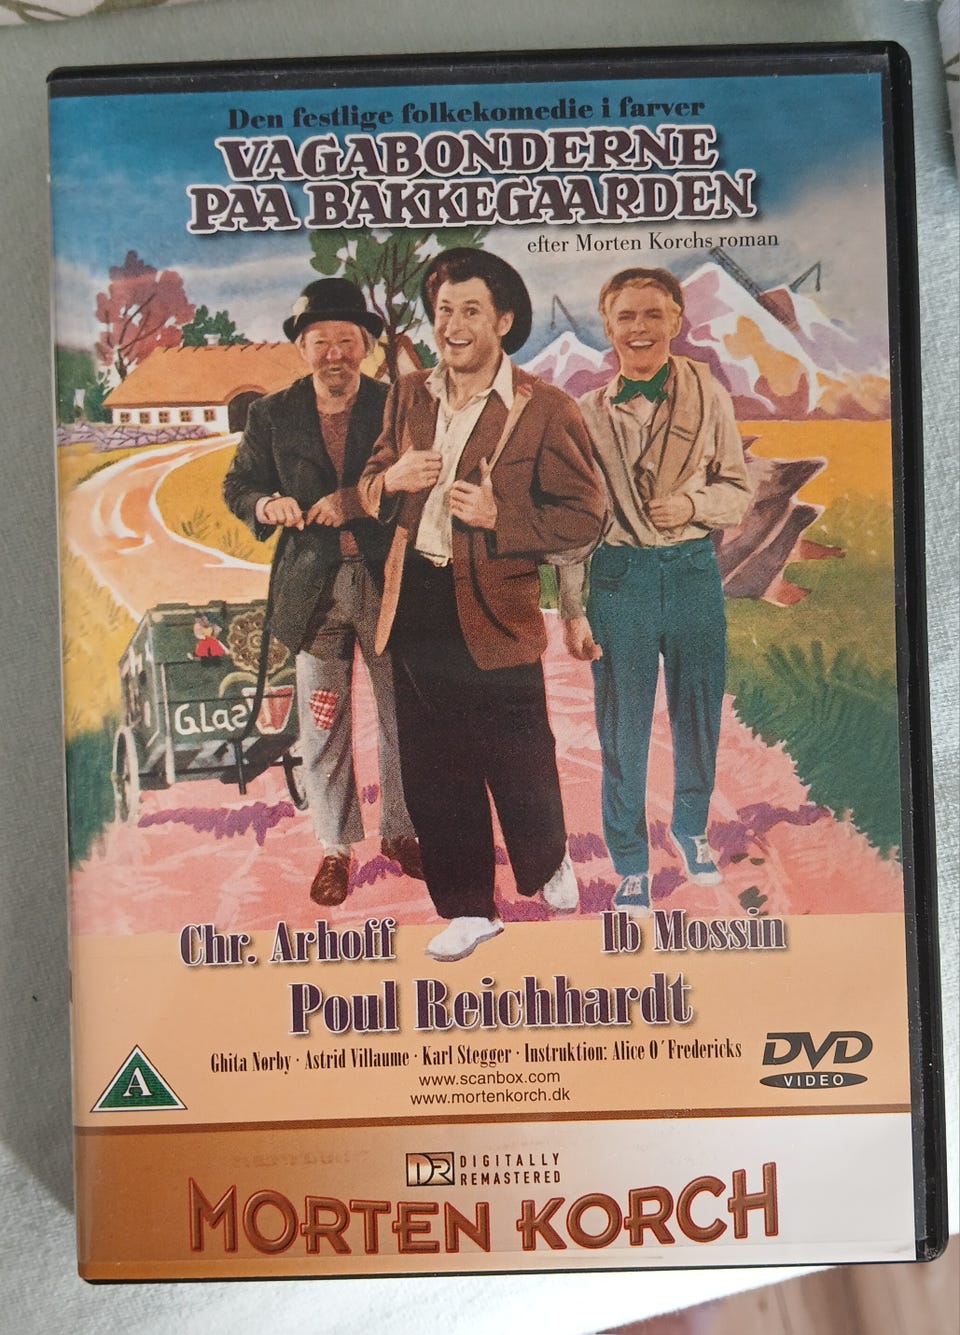 Den festlige folkekomedie i farver
VAGABONDERNE
PAA BAKKEGAARDEN
efter Morten Korchs roman
Glas
Chr. Arhoff
Ib Mossin
Poul Reichhardt
Ghita Nørby · Astrid Villaume · Karl Stegger · Instruktion: Alice O´Fredericks
www.scanbox.com
www.mortenkorch.dk
A
DVD
VIDEO
DR DIGITALLY
REMASTERED
MORTEN KORCH